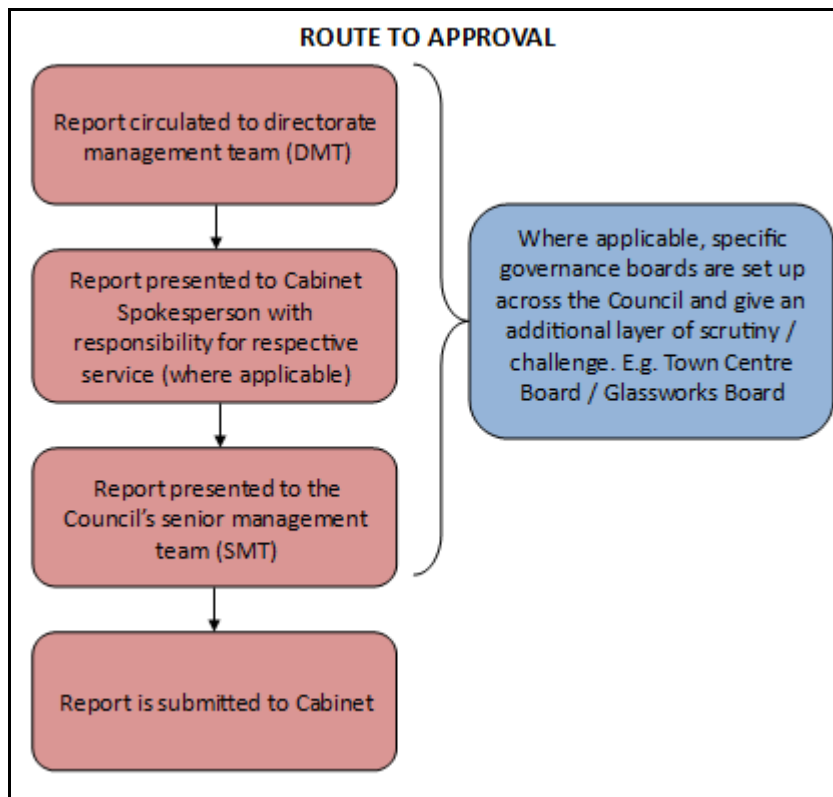 ROUTE TO APPROVAL
Report circulated to directorate
management team (DMT)
Report presented to Cabinet
Spokesperson with
responsibility for respective
service (where applicable)
Report presented to the
Council’s senior management
team (SMT)
Report is submitted to Cabinet
Where applicable, specific
governance boards are set up
across the Council and give an
additional layer of scrutiny /
challenge. E.g. Town Centre
Board / Glassworks Board